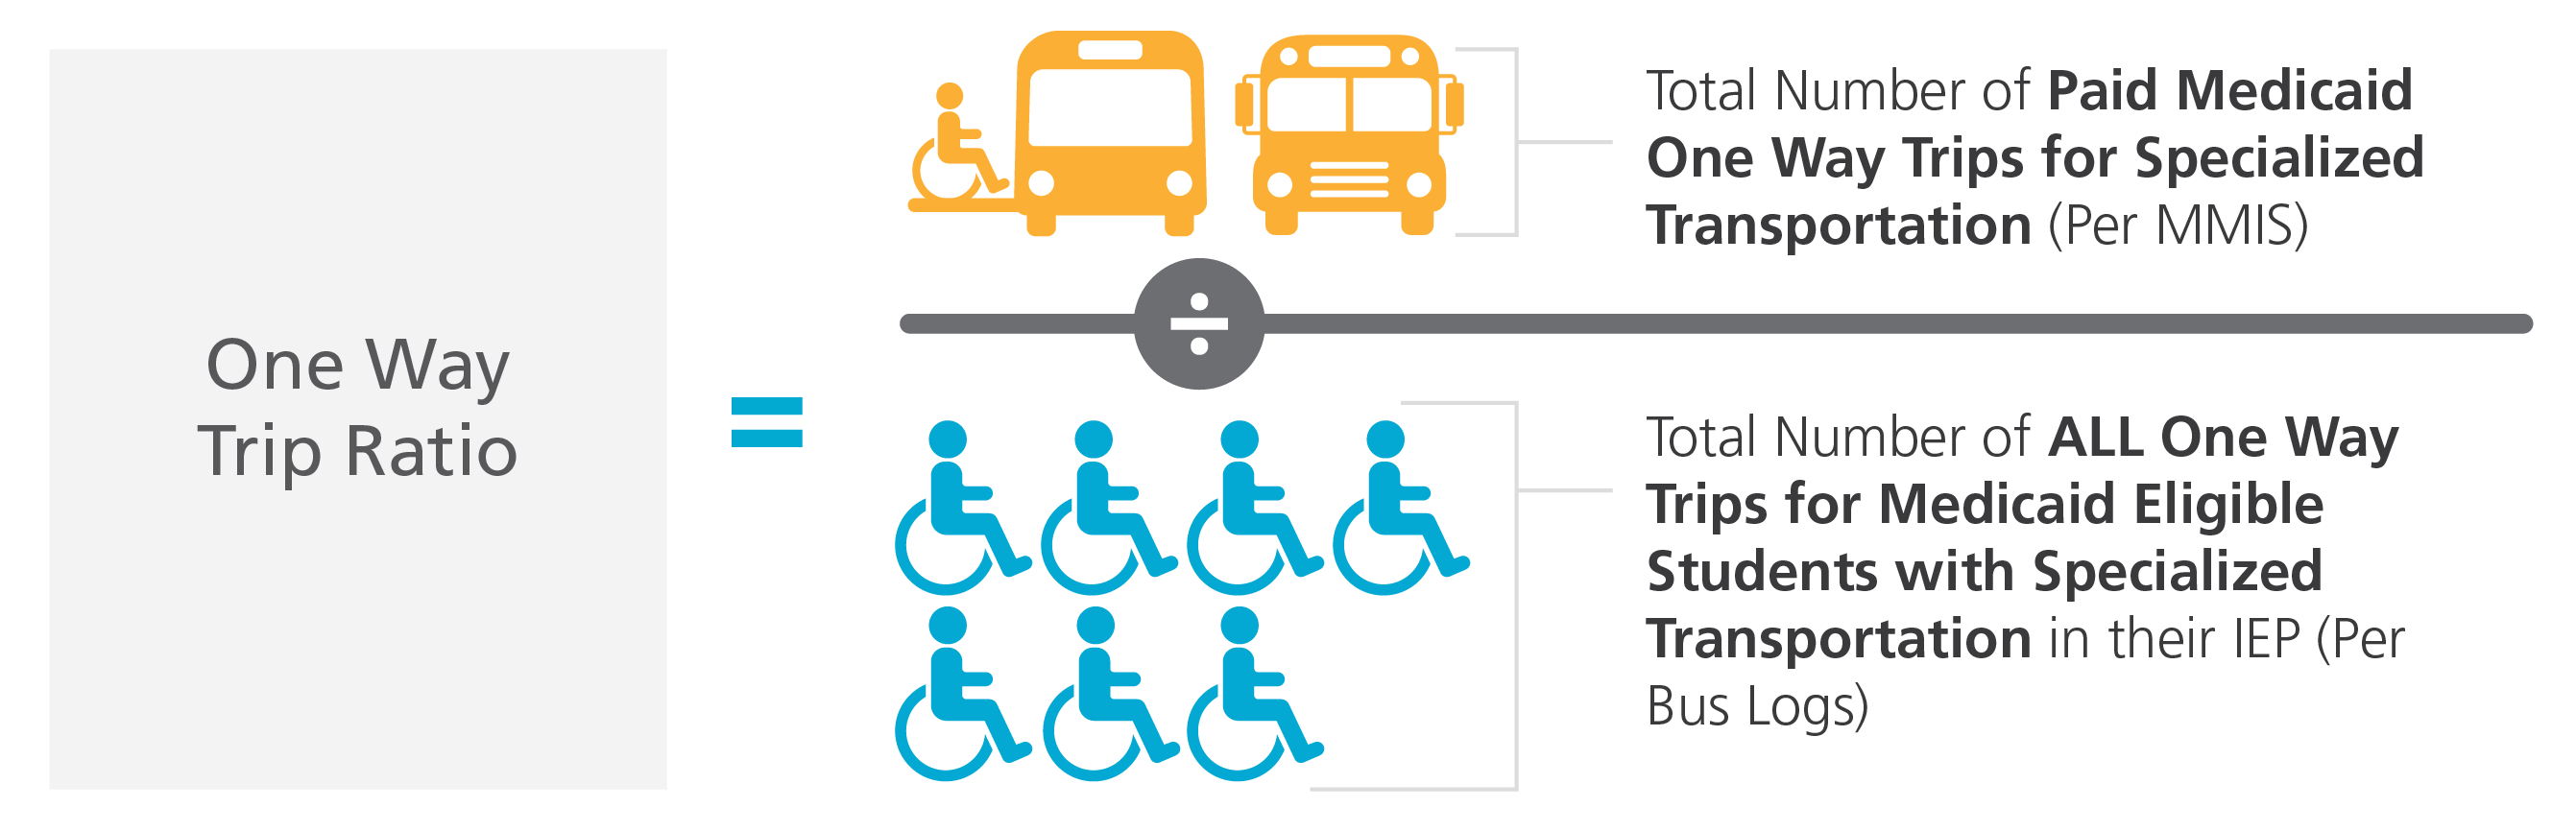 One Way
Trip Ratio
=
÷
Total Number of Paid Medicaid
One Way Trips for Specialized
Transportation (Per MMIS)
Total Number of ALL One Way
Trips for Medicaid Eligible
Students with Specialized
Transportation in their IEP (Per
Bus Logs)